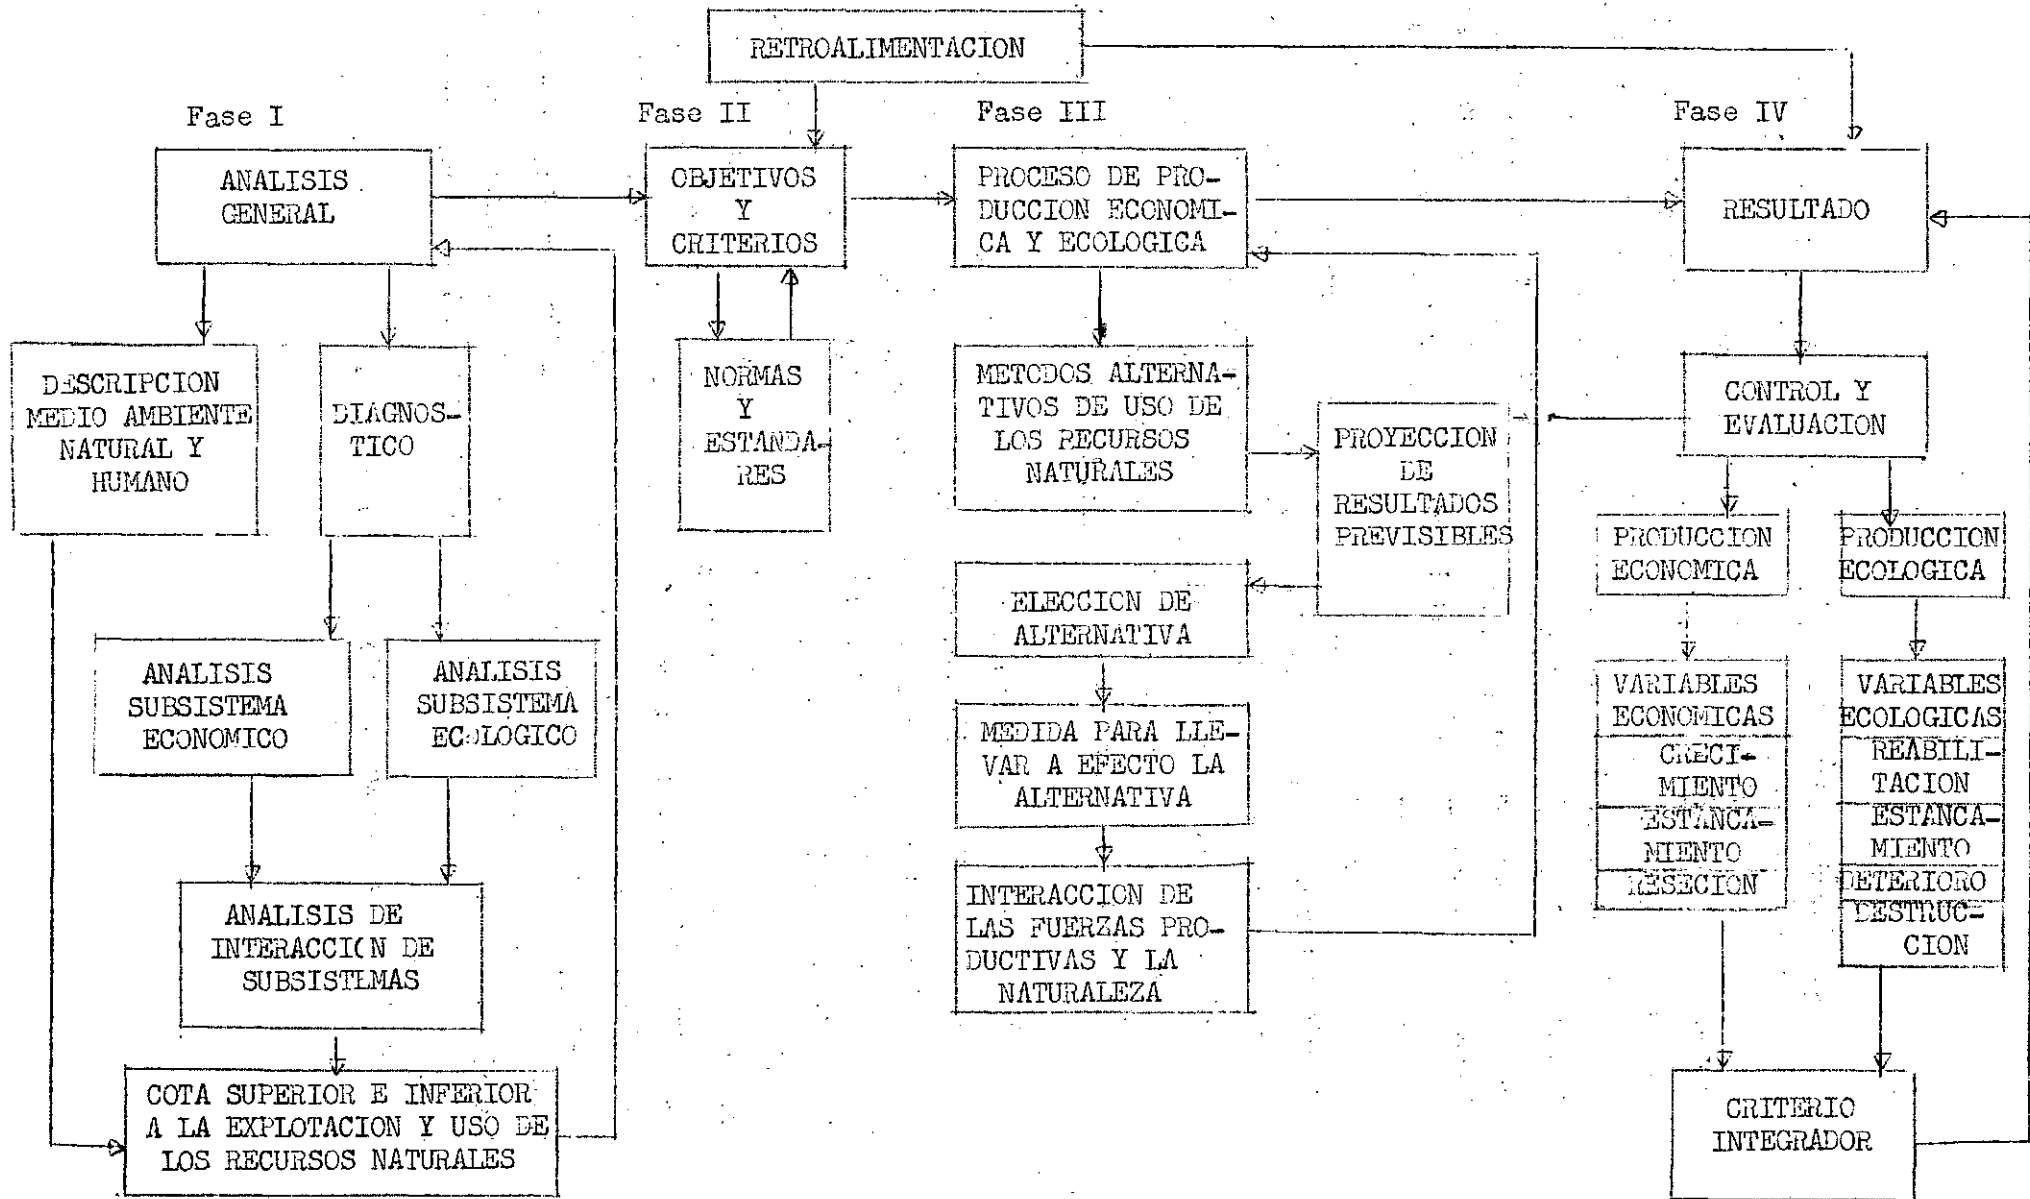 RETROALIMENTACION
Fase I
Fase II
Fase III
Fase IV
ANALISIS
GENERAL
OBJETIVOS
Y
CRITERIOS
PROCESO DE PRO-
DUCCION ECONOMI-
CA Y ECOLOGICA
RESULTADO
DESCRIPCION
MEDIO AMBIENTE
NATURAL Y
HUMANO
DIAGNOS-
TICO
NORMAS
Y
ESTANDA-
RES
METODOS ALTERNA-
TIVOS DE USO DE
LOS RECURSOS
NATURALES
PROYECCION
DE
RESULTADOS
PREVISIBLES
CONTROL Y
EVALUACION
PRODUCCION
ECONOMICA
PRODUCCION
ECOLOGICA
ELECCION DE
ALTERNATIVA
ANALISIS
SUBSISTEMA
ECONOMICO
ANALISIS
SUBSISTEMA
ECOLOGICO
MEDIDA PARA LLE-
VAR A EFECTO LA
ALTERNATIVA
VARIABLES
ECONOMICAS
CRECI-
MIENTO
ESTANCA-
MIENTO
RESECION
VARIABLES
ECOLOGICAS
REABILI-
TACION
ESTANCA-
MIENTO
DETERIORO
DESTRUC-
CION
ANALISIS DE
INTERACCION DE
SUBSISTEMAS
INTERACCION DE
LAS FUERZAS PRO-
DUCTIVAS Y LA
NATURALEZA
COTA SUPERIOR E INFERIOR
A LA EXPLOTACION Y USO DE
LOS RECURSOS NATURALES
CRITERIO
INTEGRADOR